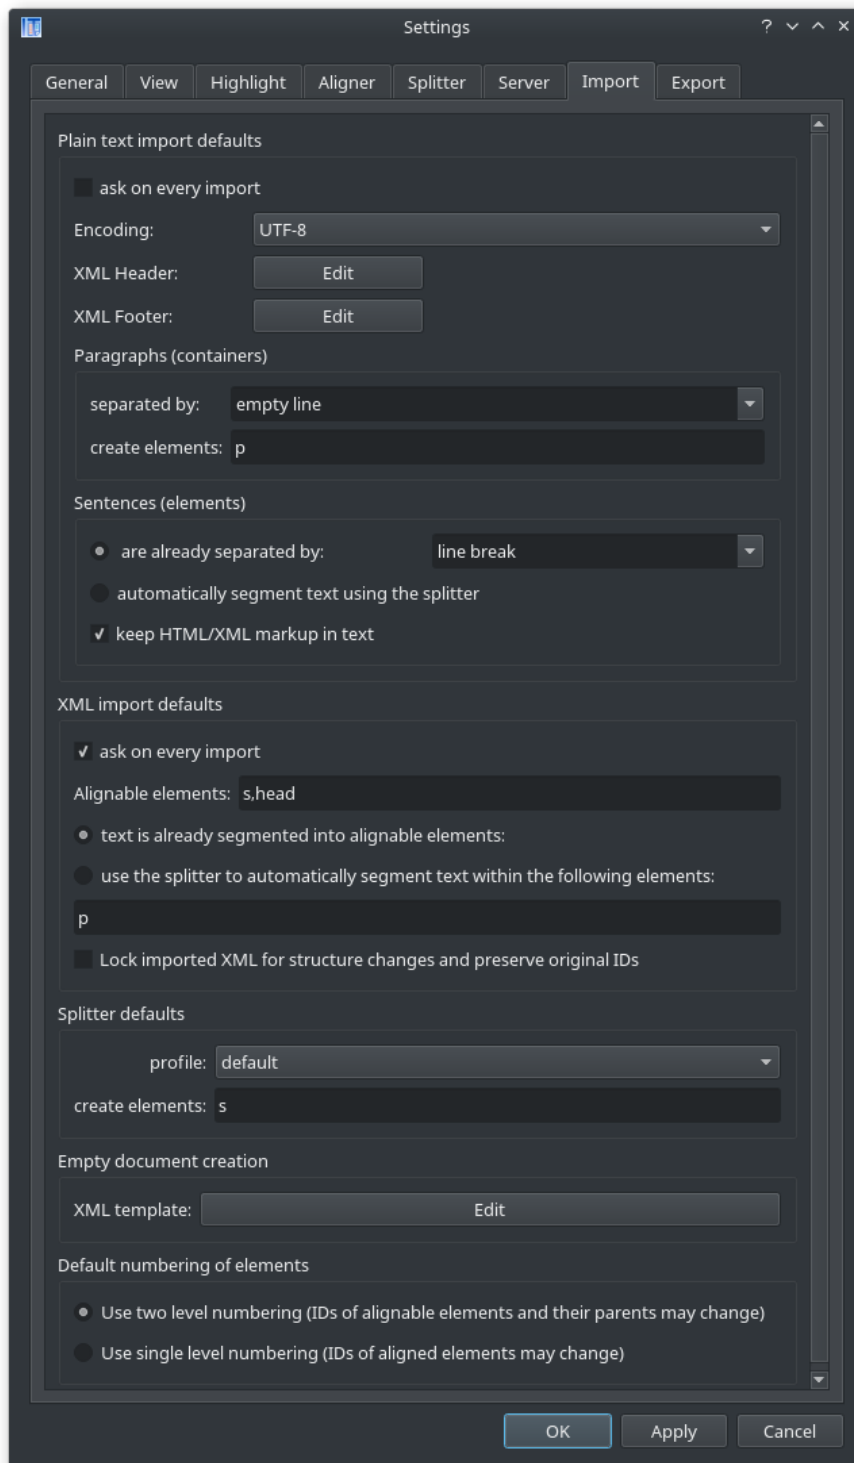 Settings
?
General View Highlight Aligner Splitter Server Import Export
Plain text import defaults
ask on every import
Encoding: UTF-8
XML Header: Edit
XML Footer: Edit
Paragraphs (containers)
separated by: empty line
create elements: p
Sentences (elements)
are already separated by: line break
automatically segment text using the splitter
keep HTML/XML markup in text
XML import defaults
ask on every import
Alignable elements: s,head
text is already segmented into alignable elements:
use the splitter to automatically segment text within the following elements:
p
Lock imported XML for structure changes and preserve original IDs
Splitter defaults
profile: default
create elements: s
Empty document creation
XML template: Edit
Default numbering of elements
Use two level numbering (IDs of alignable elements and their parents may change)
Use single level numbering (IDs of aligned elements may change)
OK Apply Cancel